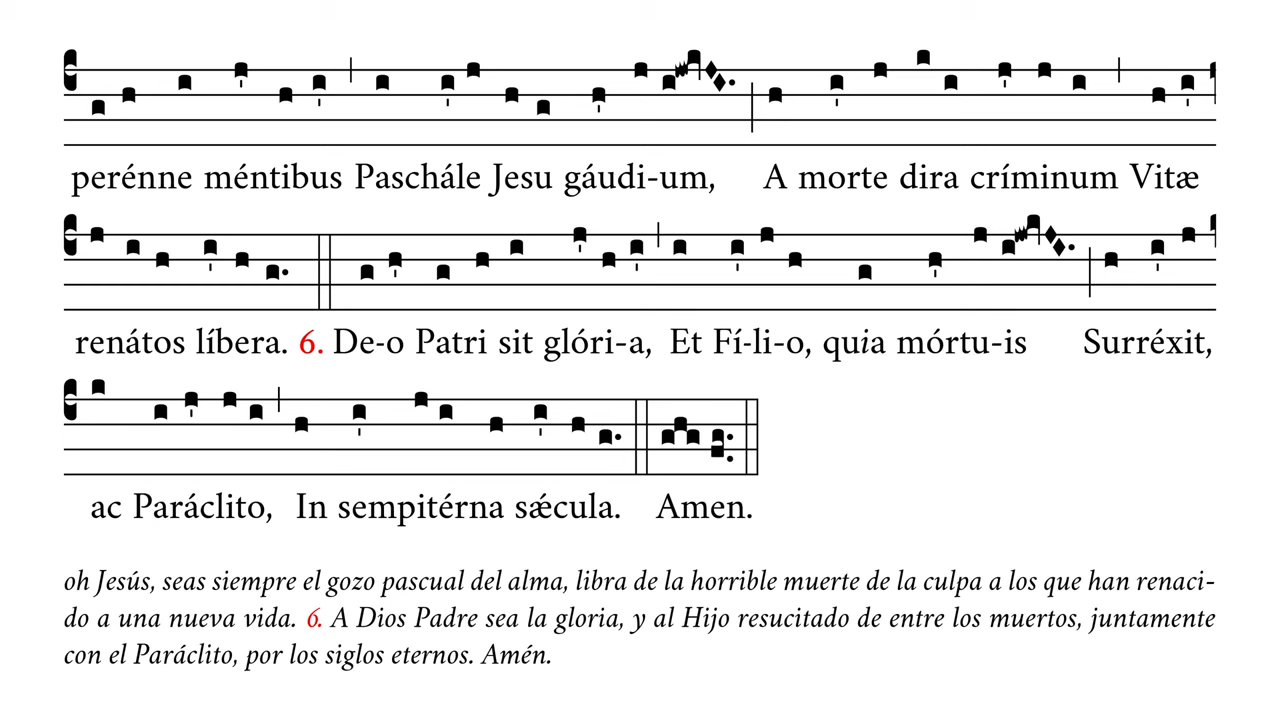 perénne méntibus Paschále Jesu gáudi-um, A morte dira críminum Vitæ
renátos líbera. 6. De-o Patri sit glóri-a, Et Fí-li-o, quia mórtu-is Surréxit,
ac Paráclito, In sempitérna sǽcula. Amen.
oh Jesús, seas siempre el gozo pascual del alma, libra de la horrible muerte de la culpa a los que han renaci-
do a una nueva vida. 6. A Dios Padre sea la gloria, y al Hijo resucitado de entre los muertos, juntamente
con el Paráclito, por los siglos eternos. Amén.